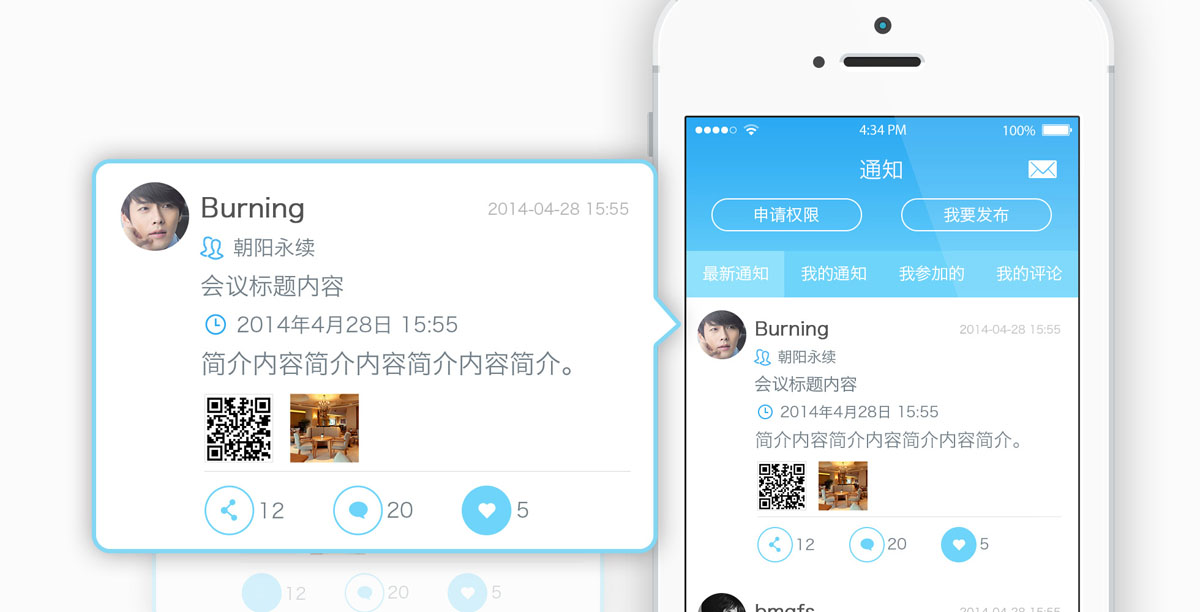 Burning
2014-04-28 15:55
朝阳永续
会议标题内容
2014年4月28日 15:55
简介内容简介内容简介内容简介。
12
20
5
12
20
5
4:34 PM
100%
通知
申请权限
我要发布
最新通知
我的通知
我参加的
我的评论
Burning
2014-04-28 15:55
朝阳永续
会议标题内容
2014年4月28日 15:55
简介内容简介内容简介内容简介。
12
20
5
bmgfs
2014-04-28 15:55